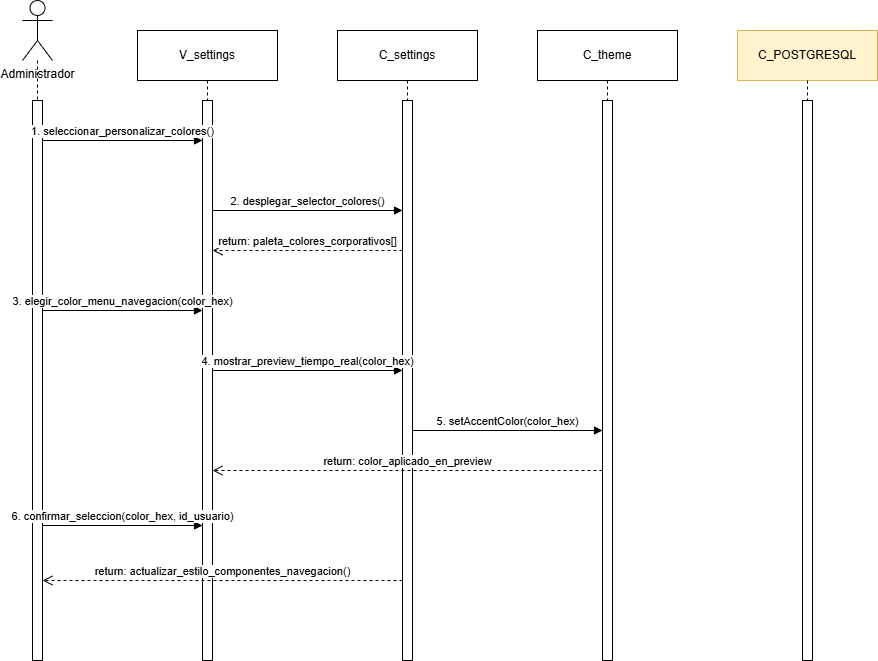 V_settings
C_settings
C_theme
C_POSTGRESQL
Administrador
1. seleccionar_personalizar_colores()
2. desplegar_selector_colores()
return: paleta_colores_corporativos[]
3. elegir_color_menu_navegacion(color_hex)
4. mostrar_preview_tiempo_real(color_hex)
5. setAccentColor(color_hex)
return: color_aplicado_en_preview
6. confirmar_seleccion(color_hex, id_usuario)
return: actualizar_estilo_componentes_navegacion()